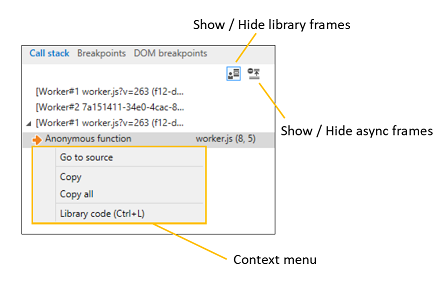 Show / Hide library frames
Call stack Breakpoints DOM breakpoints
[Worker#1 worker.js?v=263 (f12-d...
[Worker#2 7a151411-34e0-4cac-8...
[Worker#1 worker.js?v=263 (f12-d...
Anonymous function worker.js (8, 5)
Show / Hide async frames
Go to source
Copy
Copy all
Library code (Ctrl+L)
Context menu